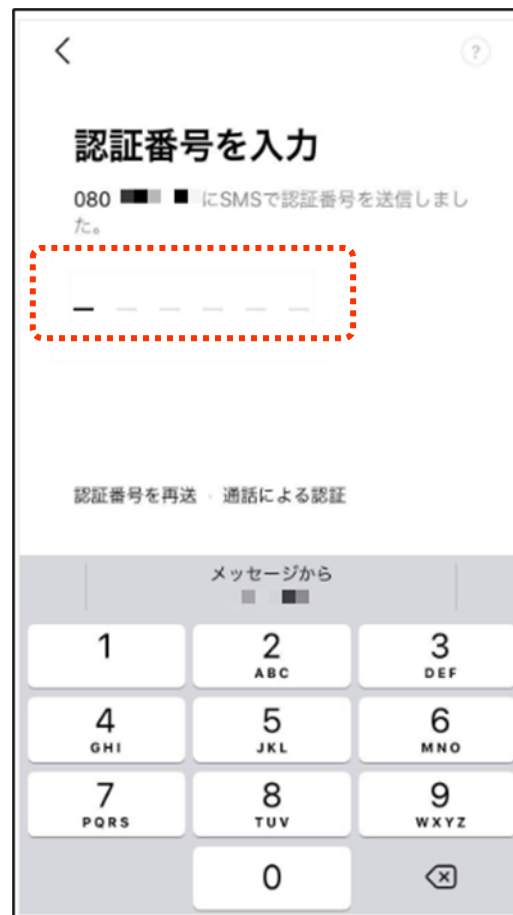 ?
認証番号を入力
080 にSMSで認証番号を送信しまし
た。
認証番号を再送 · 通話による認証
メッセージから
1 2 3
ABC DEF
4 5 6
GHI JKL MNO
7 8 9
PQRS TUV WXYZ
0